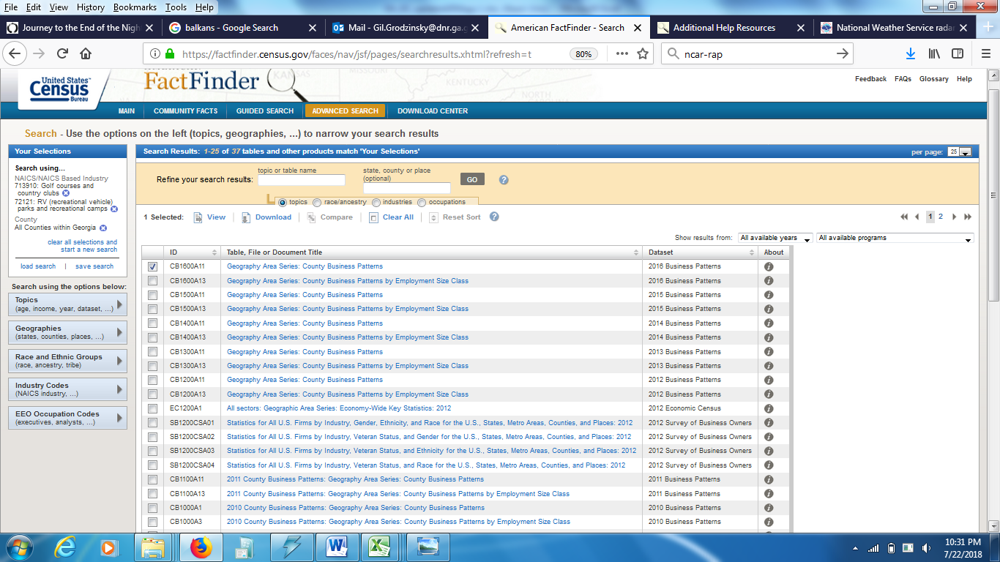 File Edit View History Bookmarks Tools Help
Journey to the End of the Nigh
balkans - Google Search
Mail - Gil.Grodzinsky@dnr.ga.g
American FactFinder - Search
Additional Help Resources
National Weather Service radar
https://factfinder.census.gov/faces/nav/jsf/pages/searchresults.xhtml?refresh=t
80%
ncar-rap
United States
Census
Bureau
FactFinder
KANSAS MISSOURI KENTUCKY
Feedback FAQs Glossary Help
MAIN COMMUNITY FACTS GUIDED SEARCH ADVANCED SEARCH DOWNLOAD CENTER
Search - Use the options on the left (topics, geographies, ...) to narrow your search results
Your Selections
Search using...
NAICS/NAICS Based Industry
713910: Golf courses and
country clubs
72121: RV (recreational vehicle)
parks and recreational camps
County
All Counties within Georgia
clear all selections and
start a new search
load search | save search
Search using the options below:
Topics
(age, income, year, dataset, ...)
Geographies
(states, counties, places, ...)
Race and Ethnic Groups
(race, ancestry, tribe)
Industry Codes
(NAICS industry, ...)
EEO Occupation Codes
(executives, analysts, ...)
Search Results: 1-25 of 37 tables and other products match 'Your Selections'
per page: 25
Refine your search results:
topic or table name
state, county or place
(optional)
GO
topics race/ancestry industries occupations
1 Selected: View | Download | Compare | Clear All | Reset Sort
1 2
Show results from: All available years All available programs
ID Table, File or Document Title Dataset About
CB1600A11 Geography Area Series: County Business Patterns 2016 Business Patterns
CB1600A13 Geography Area Series: County Business Patterns by Employment Size Class 2016 Business Patterns
CB1500A11 Geography Area Series: County Business Patterns 2015 Business Patterns
CB1500A13 Geography Area Series: County Business Patterns by Employment Size Class 2015 Business Patterns
CB1400A11 Geography Area Series: County Business Patterns 2014 Business Patterns
CB1400A13 Geography Area Series: County Business Patterns by Employment Size Class 2014 Business Patterns
CB1300A11 Geography Area Series: County Business Patterns 2013 Business Patterns
CB1300A13 Geography Area Series: County Business Patterns by Employment Size Class 2013 Business Patterns
CB1200A11 Geography Area Series: County Business Patterns 2012 Business Patterns
CB1200A13 Geography Area Series: County Business Patterns by Employment Size Class 2012 Business Patterns
EC1200A1 All sectors: Geographic Area Series: Economy-Wide Key Statistics: 2012 2012 Economic Census
SB1200CSA01 Statistics for All U.S. Firms by Industry, Gender, Ethnicity, and Race for the U.S., States, Metro Areas, Counties, and Places: 2012 2012 Survey of Business Owners
SB1200CSA02 Statistics for All U.S. Firms by Industry, Veteran Status, and Gender for the U.S., States, Metro Areas, Counties, and Places: 2012 2012 Survey of Business Owners
SB1200CSA03 Statistics for All U.S. Firms by Industry, Veteran Status, and Ethnicity for the U.S., States, Metro Areas, Counties, and Places: 2012 2012 Survey of Business Owners
SB1200CSA04 Statistics for All U.S. Firms by Industry, Veteran Status, and Race for the U.S., States, Metro Areas, Counties, and Places: 2012 2012 Survey of Business Owners
CB1100A11 2011 County Business Patterns: Geography Area Series: County Business Patterns 2011 Business Patterns
CB1100A13 2011 County Business Patterns: Geography Area Series: County Business Patterns by Employment Size Class 2011 Business Patterns
CB1000A1 2010 County Business Patterns: Geography Area Series: County Business Patterns 2010 Business Patterns
CB1000A3 2010 County Business Patterns: Geography Area Series: County Business Patterns by Employment Size Class 2010 Business Patterns
10:31 PM
7/22/2018